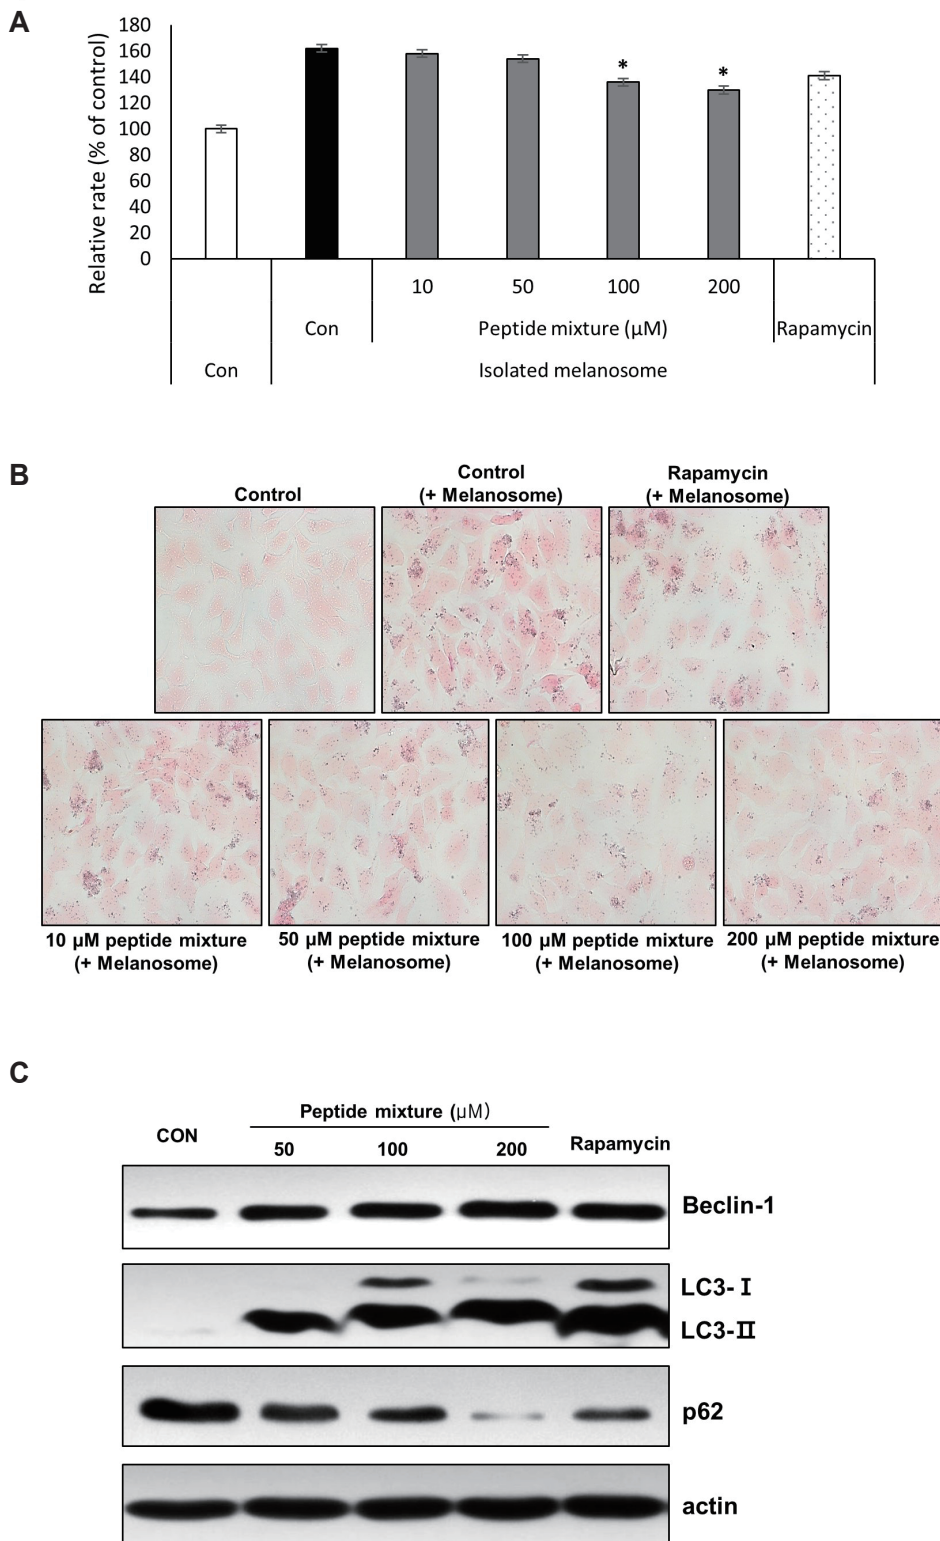 A
Relative rate (% of control)
180
160
140
120
100
80
60
40
20
0
*
*
10 50 100 200
Con Peptide mixture (μM) Rapamycin
Con Isolated melanosome
B
Control
Control
(+ Melanosome)
Rapamycin
(+ Melanosome)
10 μM peptide mixture
(+ Melanosome)
50 μM peptide mixture
(+ Melanosome)
100 μM peptide mixture
(+ Melanosome)
200 μM peptide mixture
(+ Melanosome)
C
Peptide mixture (μM)
CON 50 100 200 Rapamycin
Beclin-1
LC3-Ⅰ
LC3-Ⅱ
p62
actin